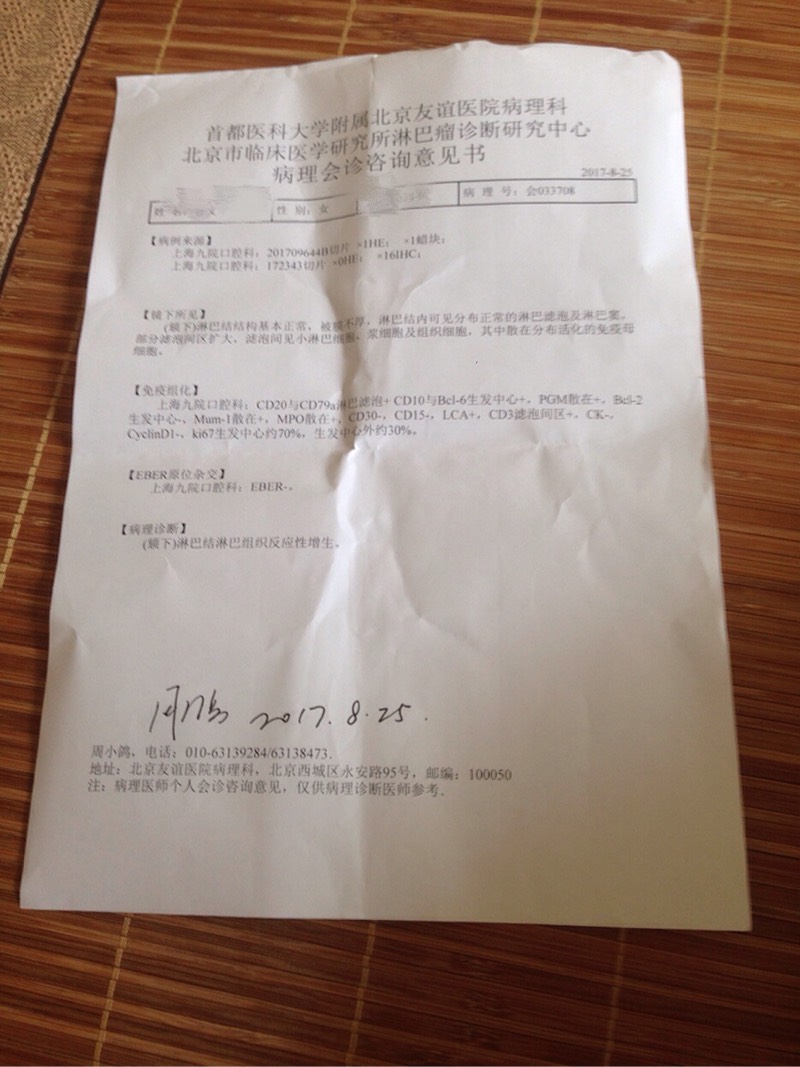 首都医科大学附属北京友谊医院病理科
北京市临床医学研究所淋巴瘤诊断研究中心
病理会诊咨询意见书
2017-8-25
姓 名: 性 别: 女 病 理 号: 会033708
【病例来源】
上海九院口腔科: 201709644B切片 ×1HE; ×1蜡块;
上海九院口腔科: 172343切片 ×0HE; ×16IHC;
【镜下所见】
(颏下)淋巴结结构基本正常, 被膜不厚, 淋巴结内可见分布正常的淋巴滤泡及淋巴窦,
部分滤泡间区扩大, 滤泡间见小淋巴细胞、浆细胞及组织细胞, 其中散在分布活化的免疫母
细胞。
【免疫组化】
上海九院口腔科: CD20与CD79a淋巴滤泡+ CD10与Bcl-6生发中心+, PGM散在+, Bcl-2
生发中心-, Mum-1散在+, MPO散在+, CD30-, CD15-, LCA+, CD3滤泡间区+, CK-,
CyclinD1-, ki67生发中心约70%, 生发中心外约30%。
【EBER原位杂交】
上海九院口腔科: EBER-。
【病理诊断】
(颏下)淋巴结淋巴组织反应性增生。
2017.8.25.
周小鸽, 电话: 010-63139284/63138473.
地址: 北京友谊医院病理科, 北京西城区永安路95号, 邮编: 100050
注: 病理医师个人会诊咨询意见, 仅供病理诊断医师参考.